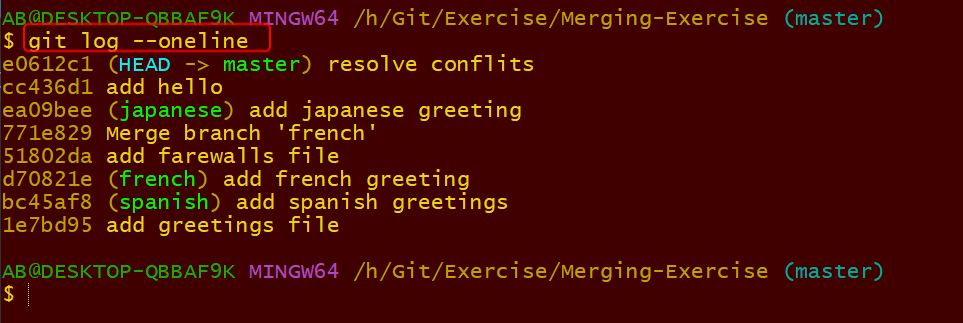 AB@DESKTOP-QBBAF9K MINGW64 /h/Git/Exercise/Merging-Exercise (master)
$ git log --oneline
e0612c1 (HEAD -> master) resolve conflits
cc436d1 add hello
ea09bee (japanese) add japanese greeting
771e829 Merge branch 'french'
51802da add farewalls file
d70821e (french) add french greeting
bc45af8 (spanish) add spanish greetings
1e7bd95 add greetings file
AB@DESKTOP-QBBAF9K MINGW64 /h/Git/Exercise/Merging-Exercise (master)
$